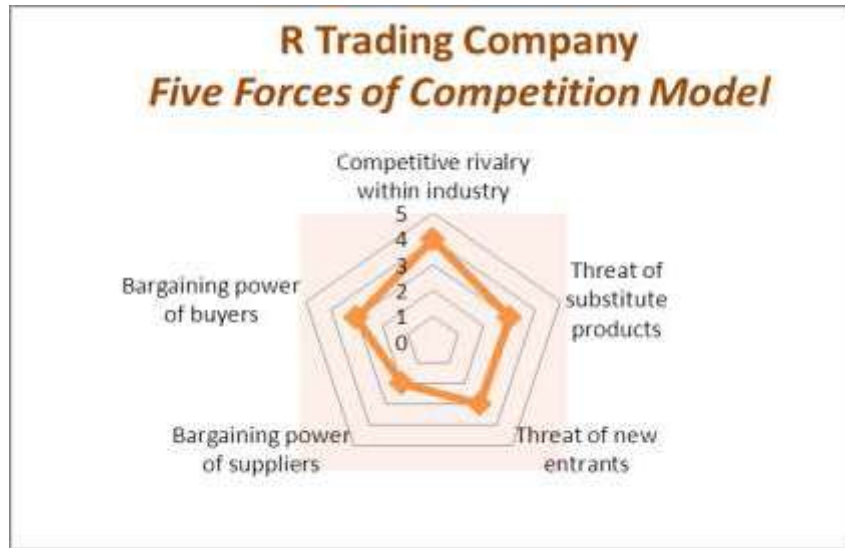 R Trading Company
Five Forces of Competition Model
Competitive rivalry
within industry
5
4
3
2
1
0
Threat of
substitute
products
Threat of new
entrants
Bargaining power
of suppliers
Bargaining power
of buyers